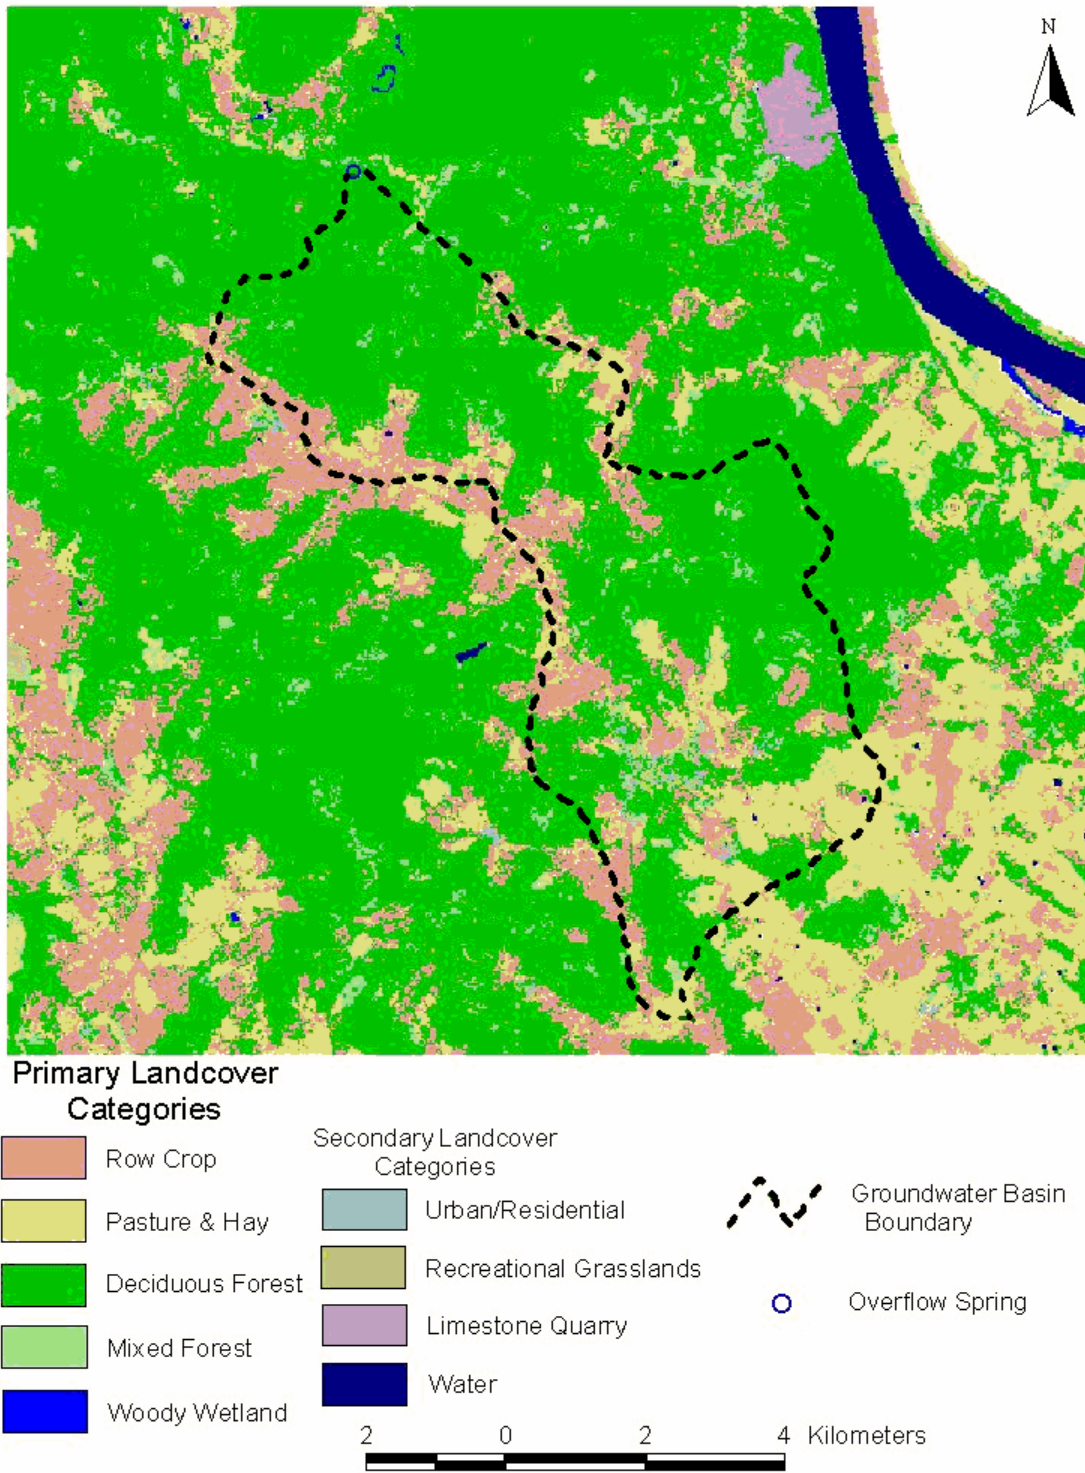 N
Primary Landcover
Categories
Row Crop
Pasture & Hay
Deciduous Forest
Mixed Forest
Woody Wetland
Secondary Landcover
Categories
Urban/Residential
Recreational Grasslands
Limestone Quarry
Water
Groundwater Basin
Boundary
Overflow Spring
2 0 2 4 Kilometers